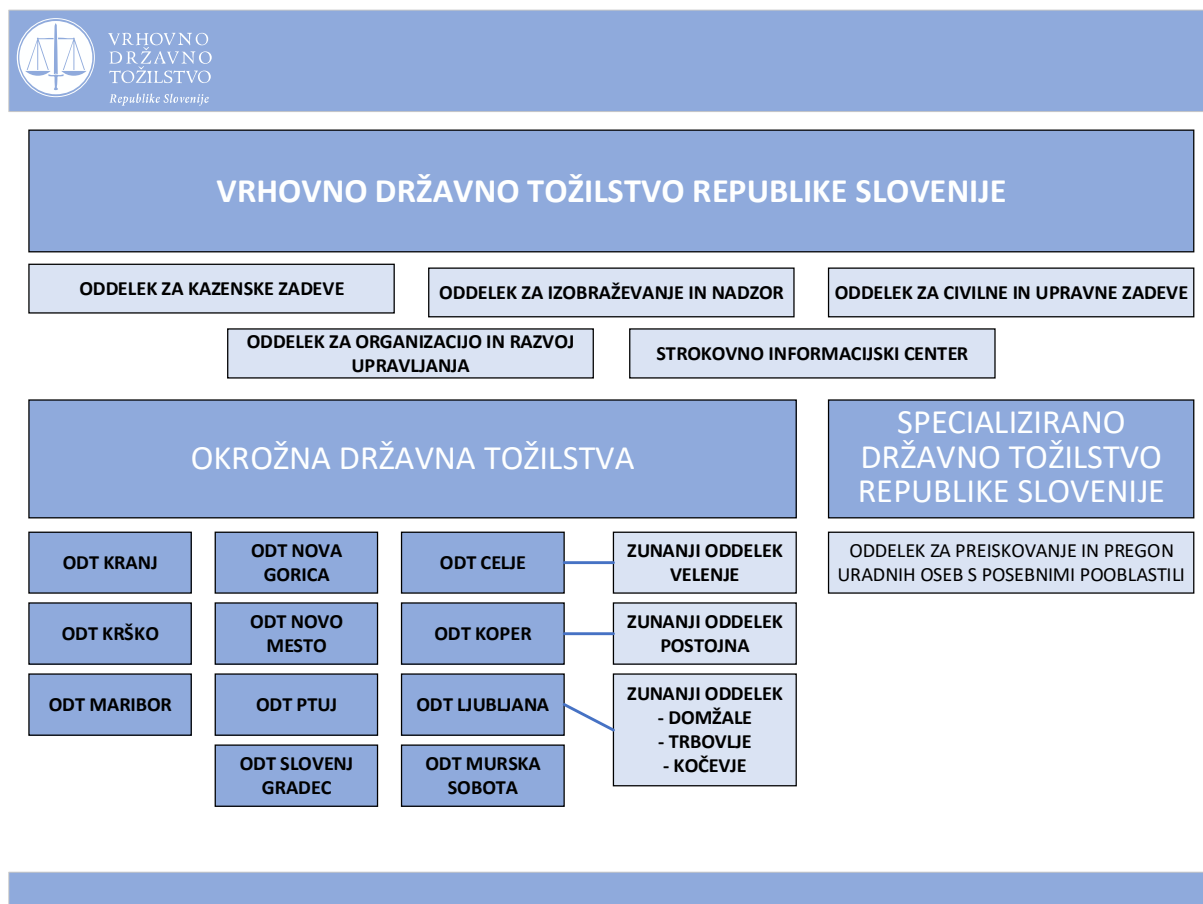 VRHOVNO
DRŽAVNO
TOŽILSTVO
Republike Slovenije
VRHOVNO DRŽAVNO TOŽILSTVO REPUBLIKE SLOVENIJE
ODDELEK ZA KAZENSKE ZADEVE
ODDELEK ZA IZOBRAŽEVANJE IN NADZOR
ODDELEK ZA CIVILNE IN UPRAVNE ZADEVE
ODDELEK ZA ORGANIZACIJO IN RAZVOJ
UPRAVLJANJA
STROKOVNO INFORMACIJSKI CENTER
OKROŽNA DRŽAVNA TOŽILSTVA
SPECIALIZIRANO
DRŽAVNO TOŽILSTVO
REPUBLIKE SLOVENIJE
ODT KRANJ
ODT NOVA
GORICA
ODT CELJE
ZUNANJI ODDELEK
VELENJE
ODDELEK ZA PREISKOVANJE IN PREGON
URADNIH OSEB S POSEBNIMI POOBLASTILI
ODT KRŠKO
ODT NOVO
MESTO
ODT KOPER
ZUNANJI ODDELEK
POSTOJNA
ODT MARIBOR
ODT PTUJ
ODT LJUBLJANA
ZUNANJI ODDELEK
- DOMŽALE
- TRBOVLJE
- KOČEVJE
ODT SLOVENJ
GRADEC
ODT MURSKA
SOBOTA